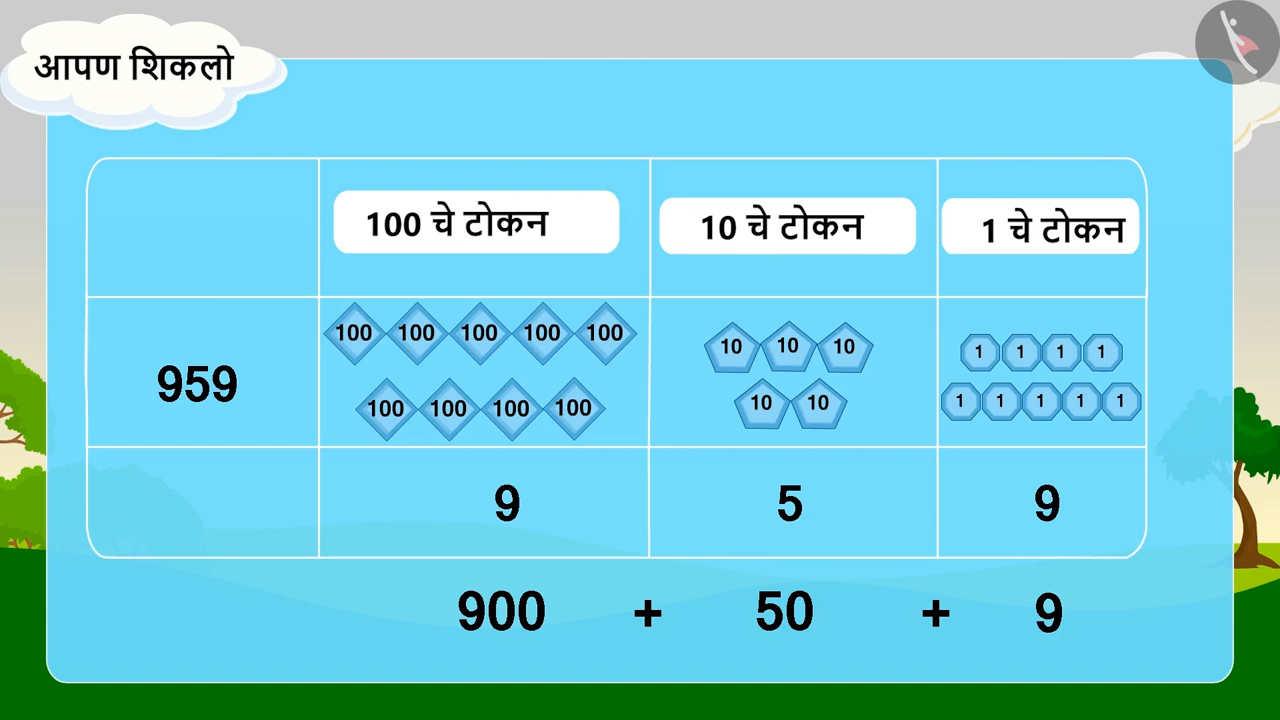 आपण शिकलो
100 चे टोकन 10 चे टोकन 1 चे टोकन
100 100 100 100 100 10 10 10 1 1 1 1
959
100 100 100 100 10 10 1 1 1 1 1
9 5 9
900 + 50 + 9